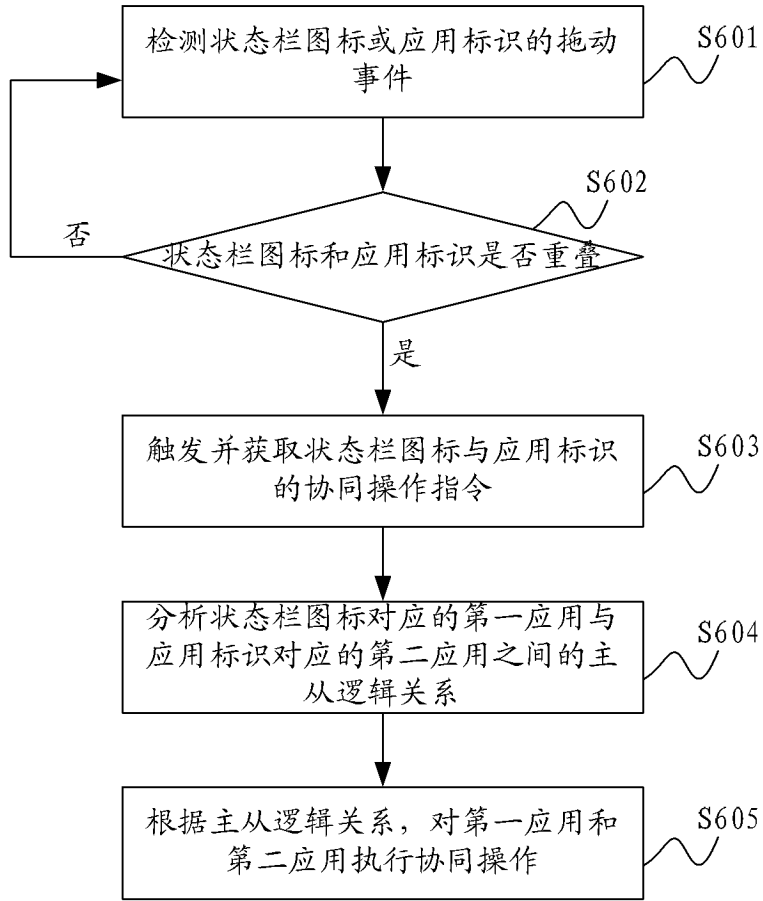 检测状态栏图标或应用标识的拖动
事件
S601
S602
否
状态栏图标和应用标识是否重叠
是
触发并获取状态栏图标与应用标识
的协同操作指令
S603
分析状态栏图标对应的第一应用与
应用标识对应的第二应用之间的主
从逻辑关系
S604
根据主从逻辑关系，对第一应用和
第二应用执行协同操作
S605